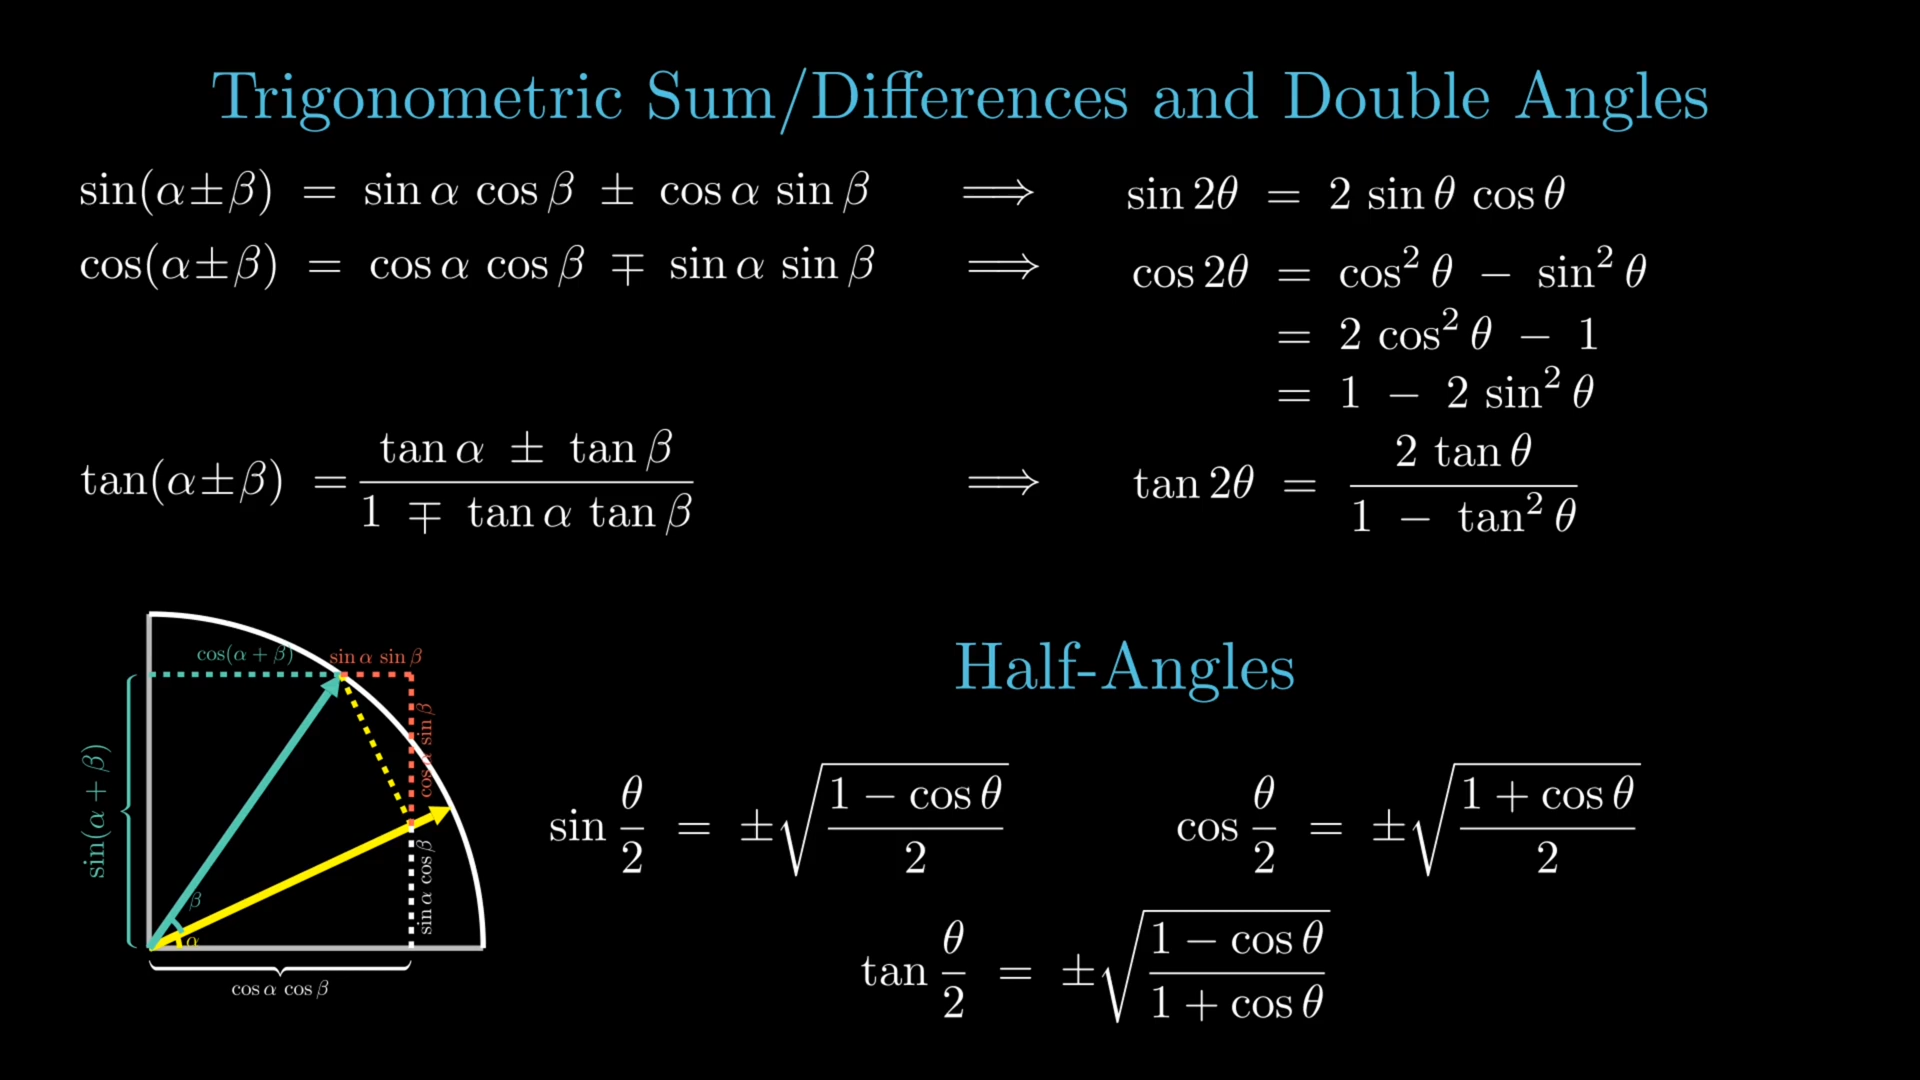 Trigonometric Sum/Differences and Double Angles
sin(α±β) = sin α cos β ± cos α sin β ⟹ sin 2θ = 2 sin θ cos θ
cos(α±β) = cos α cos β ∓ sin α sin β ⟹ cos 2θ = cos² θ − sin² θ
= 2 cos² θ − 1
= 1 − 2 sin² θ
tan(α±β) = (tan α ± tan β)/(1 ∓ tan α tan β) ⟹ tan 2θ = (2 tan θ)/(1 − tan² θ)
cos(α + β)
sin α sin β
cos α sin β
sin(α + β)
β
α
sin α cos β
cos α cos β
Half-Angles
sin θ/2 = ±√((1 − cos θ)/2)
cos θ/2 = ±√((1 + cos θ)/2)
tan θ/2 = ±√((1 − cos θ)/(1 + cos θ))